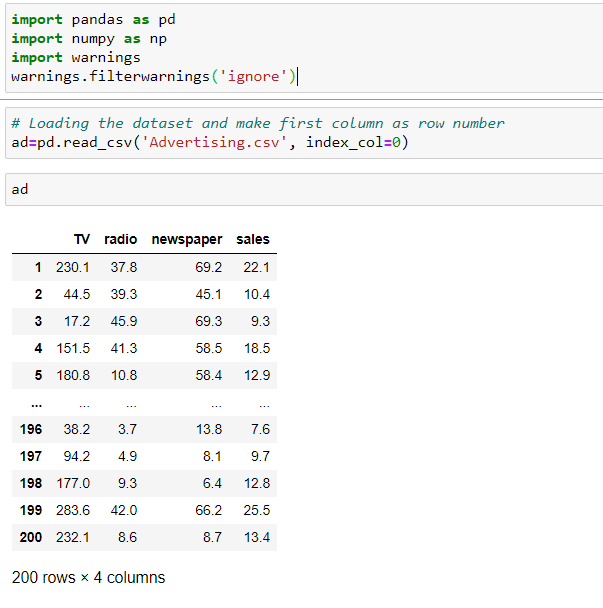 import pandas as pd
import numpy as np
import warnings
warnings.filterwarnings('ignore')
# Loading the dataset and make first column as row number
ad=pd.read_csv('Advertising.csv', index_col=0)
ad
TV radio newspaper sales
1 230.1 37.8 69.2 22.1
2 44.5 39.3 45.1 10.4
3 17.2 45.9 69.3 9.3
4 151.5 41.3 58.5 18.5
5 180.8 10.8 58.4 12.9
... ... ... ... ...
196 38.2 3.7 13.8 7.6
197 94.2 4.9 8.1 9.7
198 177.0 9.3 6.4 12.8
199 283.6 42.0 66.2 25.5
200 232.1 8.6 8.7 13.4
200 rows × 4 columns